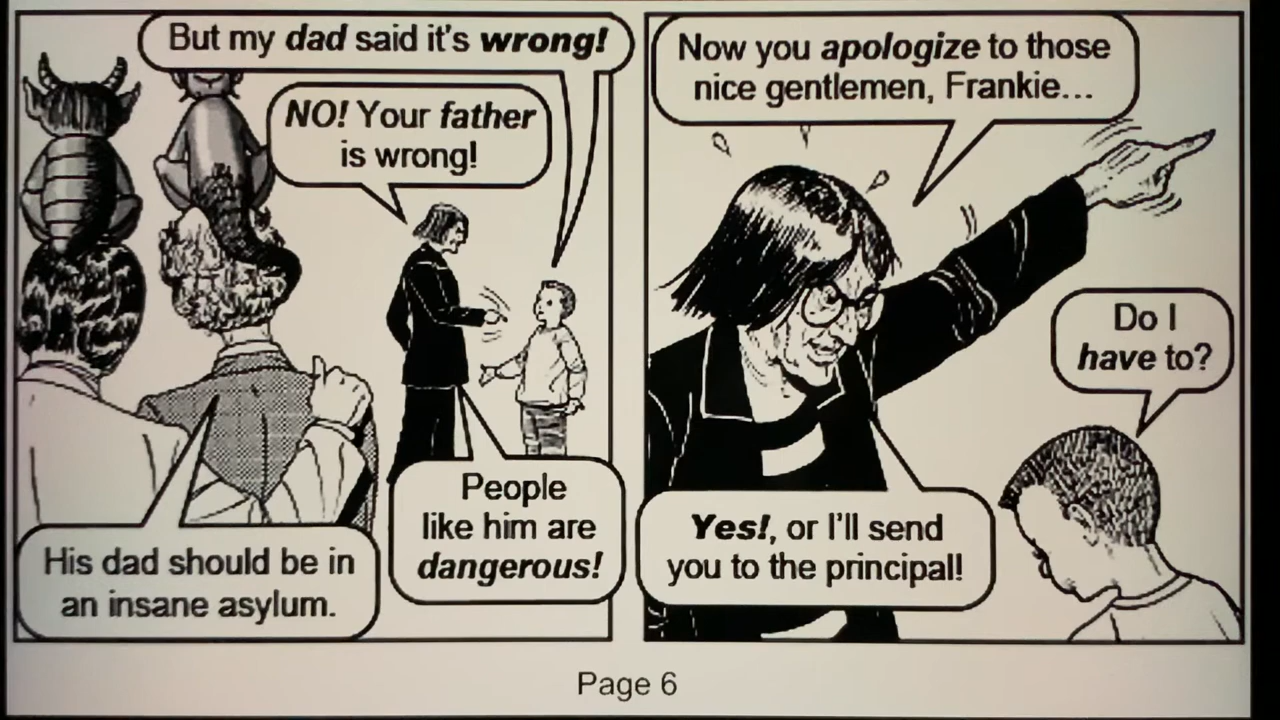 But my dad said it's wrong!
NO! Your father
is wrong!
People
like him are
dangerous!
His dad should be in
an insane asylum.
Now you apologize to those
nice gentlemen, Frankie...
Do I
have to?
Yes!, or I'll send
you to the principal!
Page 6